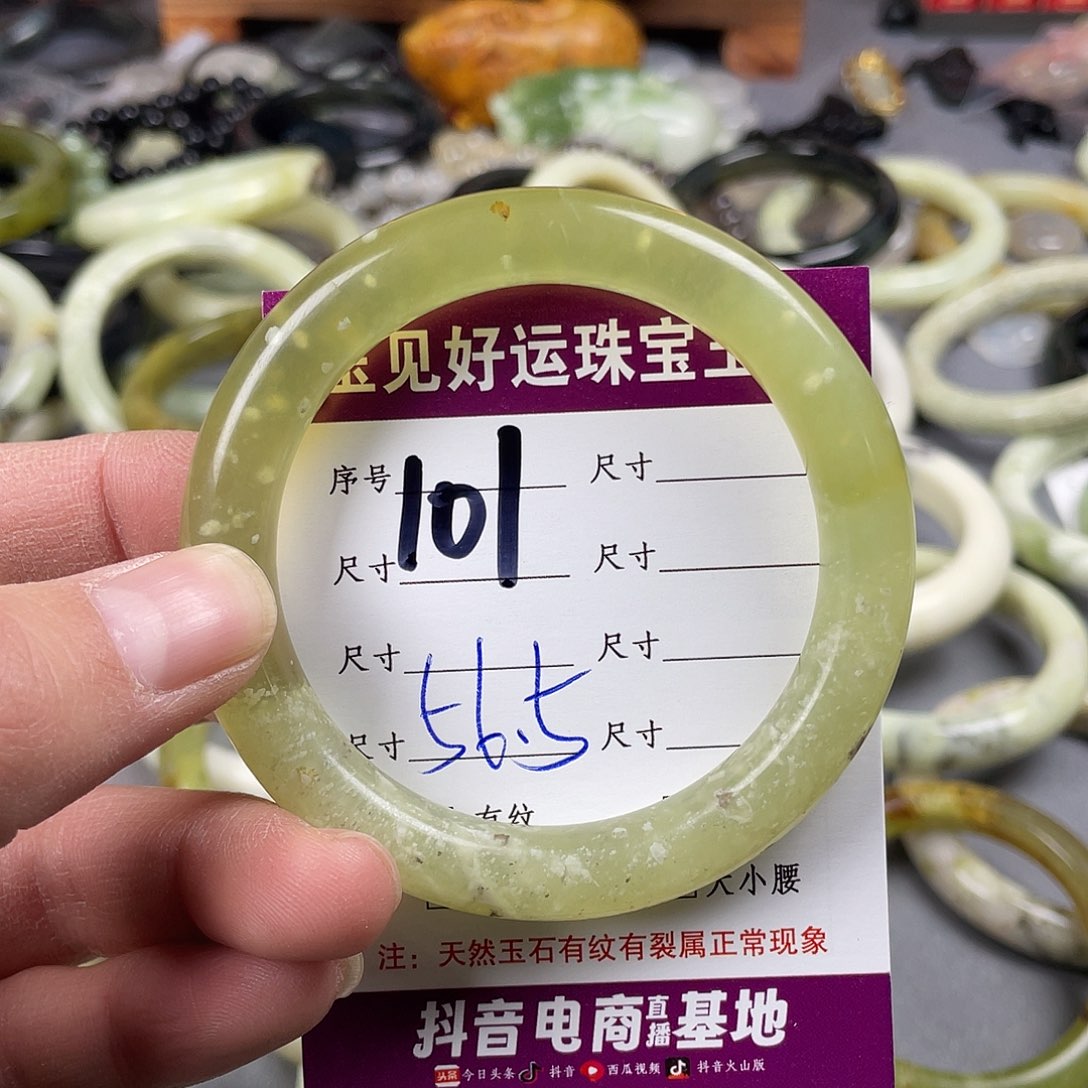 见好运珠宝
序号 101 尺寸
尺寸 尺寸
尺寸 尺寸
尺寸 56.5 尺寸
有纹
大小腰
注：天然玉石有纹有裂属正常现象
抖音电商直播基地
头条 今日头条 抖音 西瓜视频 抖音火山版